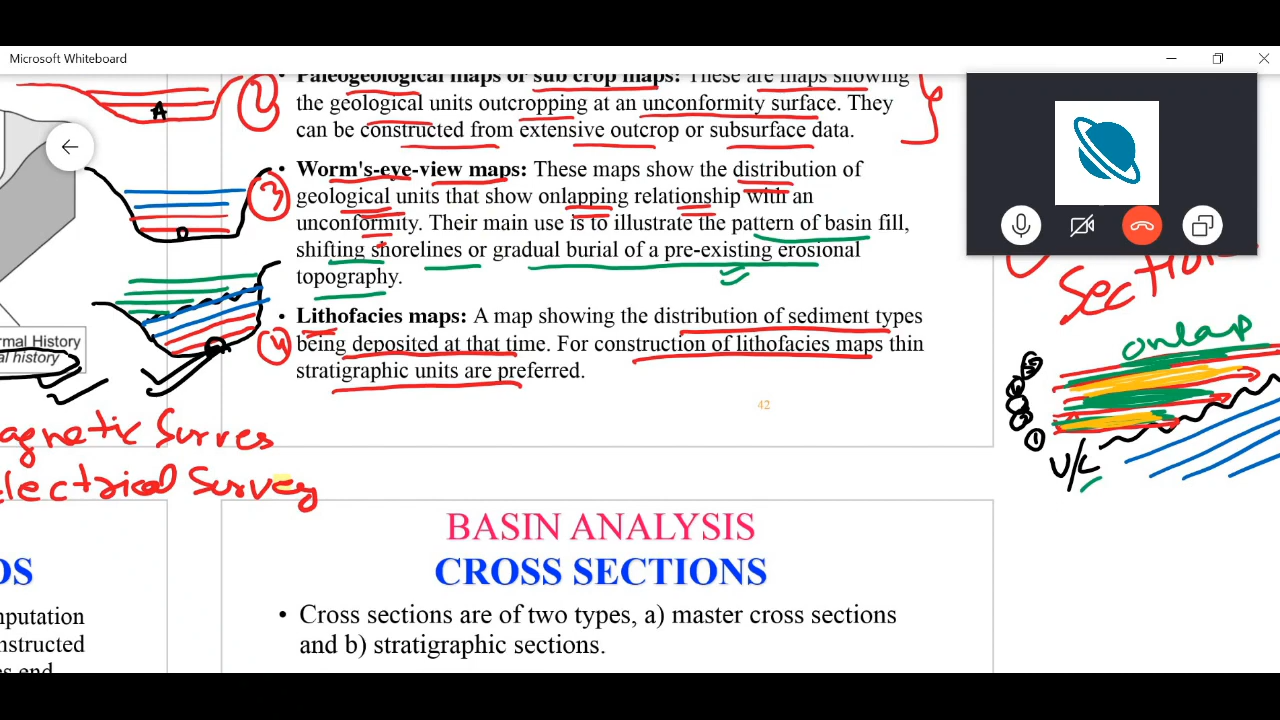 Microsoft Whiteboard
• Paleogeological maps or sub crop maps: These are maps showing
the geological units outcropping at an unconformity surface. They
can be constructed from extensive outcrop or subsurface data.
• Worm's-eye-view maps: These maps show the distribution of
geological units that show onlapping relationship with an
unconformity. Their main use is to illustrate the pattern of basin fill,
shifting shorelines or gradual burial of a pre-existing erosional
topography.
• Lithofacies maps: A map showing the distribution of sediment types
being deposited at that time. For construction of lithofacies maps thin
stratigraphic units are preferred.
42
A
3
4
rmal History
al history
agnetic Surves
lectrical Survey
Section
onlap
1
U/C
BASIN ANALYSIS
CROSS SECTIONS
• Cross sections are of two types, a) master cross sections
and b) stratigraphic sections.
DS
nputation
nstructed